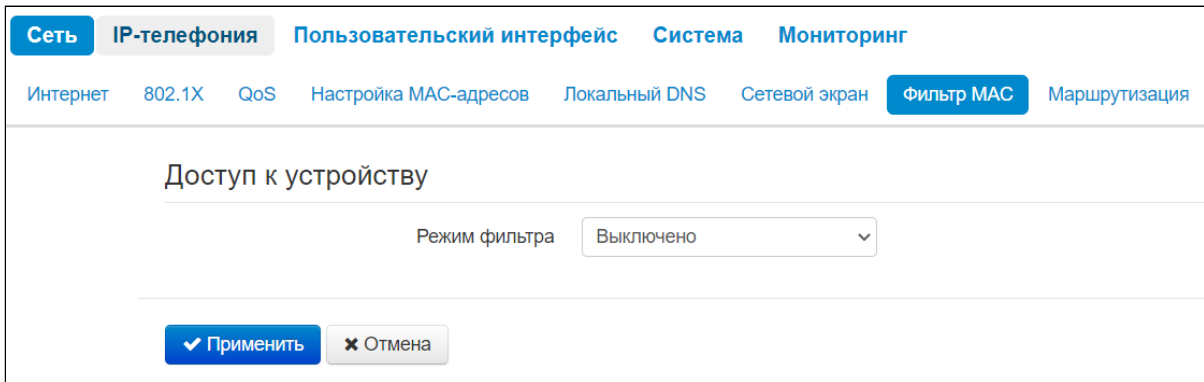 Сеть IP-телефония Пользовательский интерфейс Система Мониторинг
Интернет 802.1X QoS Настройка MAC-адресов Локальный DNS Сетевой экран Фильтр MAC Маршрутизация
Доступ к устройству
Режим фильтра Выключено
Применить Отмена